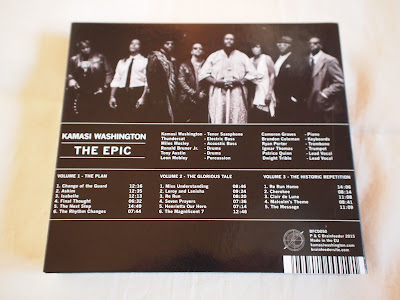 KAMASI WASHINGTON
THE EPIC
Kamasi Washington - Tenor Saxophone
Thundercat - Electric Bass
Miles Mosley - Acoustic Bass
Ronald Bruner Jr. - Drums
Tony Austin - Drums
Leon Mobley - Percussion
Cameron Graves - Piano
Brandon Coleman - Keyboards
Ryan Porter - Trombone
Igmar Thomas - Trumpet
Patrice Quinn - Lead Vocal
Dwight Trible - Lead Vocal
VOLUME 1 - THE PLAN
1. Change of the Guard 12:16
2. Askim 12:35
3. Isabelle 12:13
4. Final Thought 06:32
5. The Next Step 14:49
6. The Rhythm Changes 07:44
VOLUME 2 - THE GLORIOUS TALE
1. Miss Understanding 08:46
2. Leroy and Lanisha 09:24
3. Re Run 08:20
4. Seven Prayers 07:36
5. Henrietta Our Hero 07:14
6. The Magnificent 7 12:46
VOLUME 3 - THE HISTORIC REPETITION
1. Re Run Home 14:06
2. Cherokee 08:14
3. Clair de Lune 11:08
4. Malcolm's Theme 08:41
5. The Message 11:09
BFCD050
P & C Brainfeeder 2015
Made in the EU
kamasiwashington.com
brainfeedersite.com